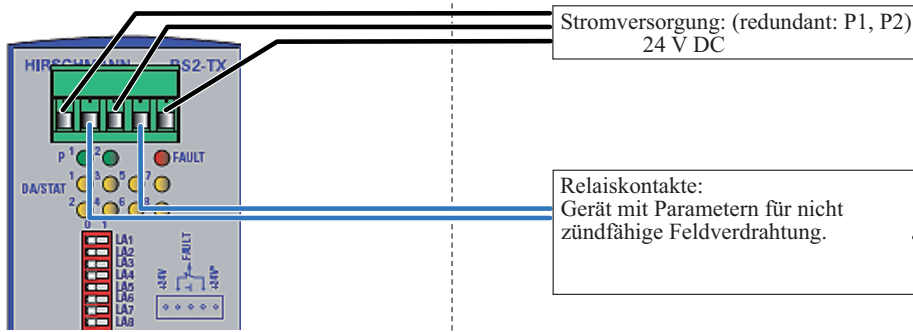 Stromversorgung: (redundant: P1, P2)
24 V DC
HIRSCHMANN RS2-TX
P 1 2 FAULT
1 3 5 7
DA/STAT
2 4 6 8
0 1
LA1
LA2
LA3
LA4
LA5
LA6
LA7
LA8
FAULT
+24V
+24V*
Relaiskontakte:
Gerät mit Parametern für nicht
zündfähige Feldverdrahtung.